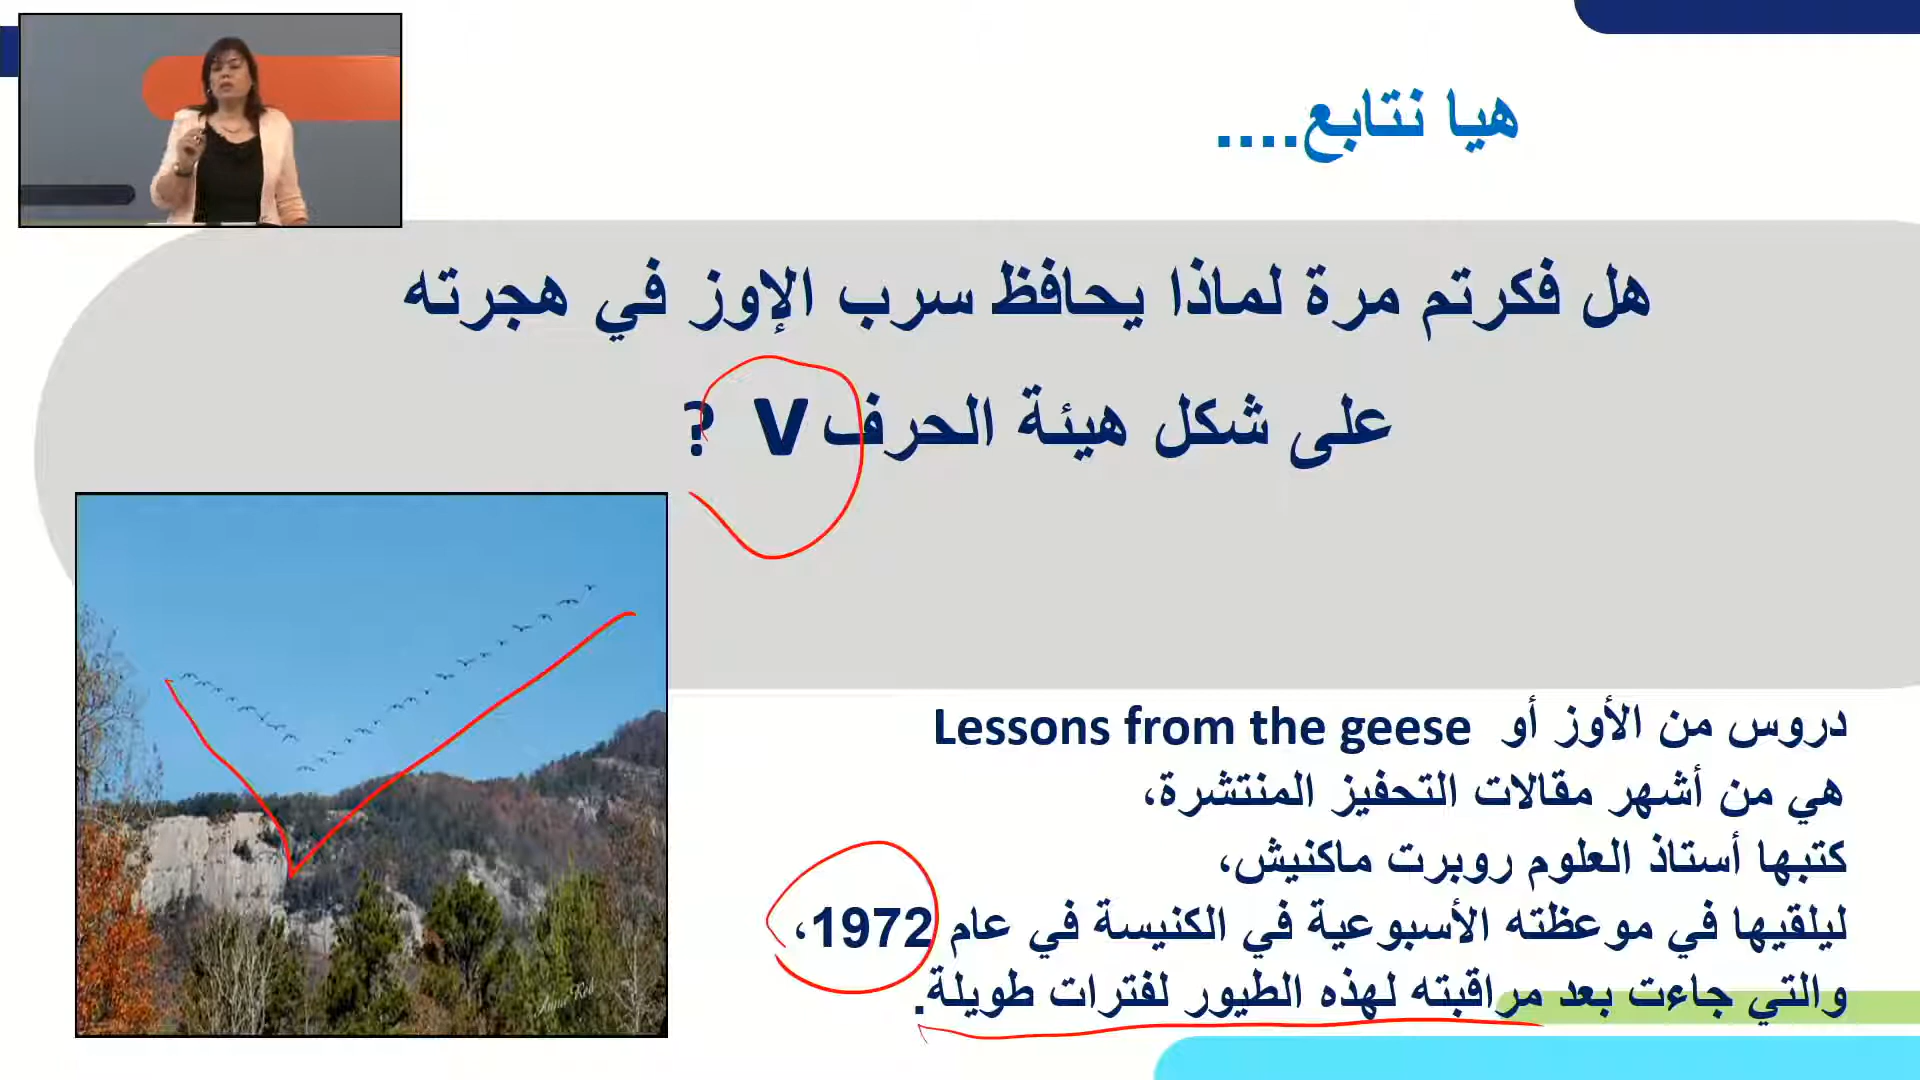 هيا نتابع....
هل فكرتم مرة لماذا يحافظ سرب الإوز في هجرته
على شكل هيئة الحرف V ?
دروس من الأوز أو Lessons from the geese
هي من أشهر مقالات التحفيز المنتشرة،
كتبها أستاذ العلوم روبرت ماكنيش،
ليلقيها في موعظته الأسبوعية في الكنيسة في عام 1972،
والتي جاءت بعد مراقبته لهذه الطيور لفترات طويلة.